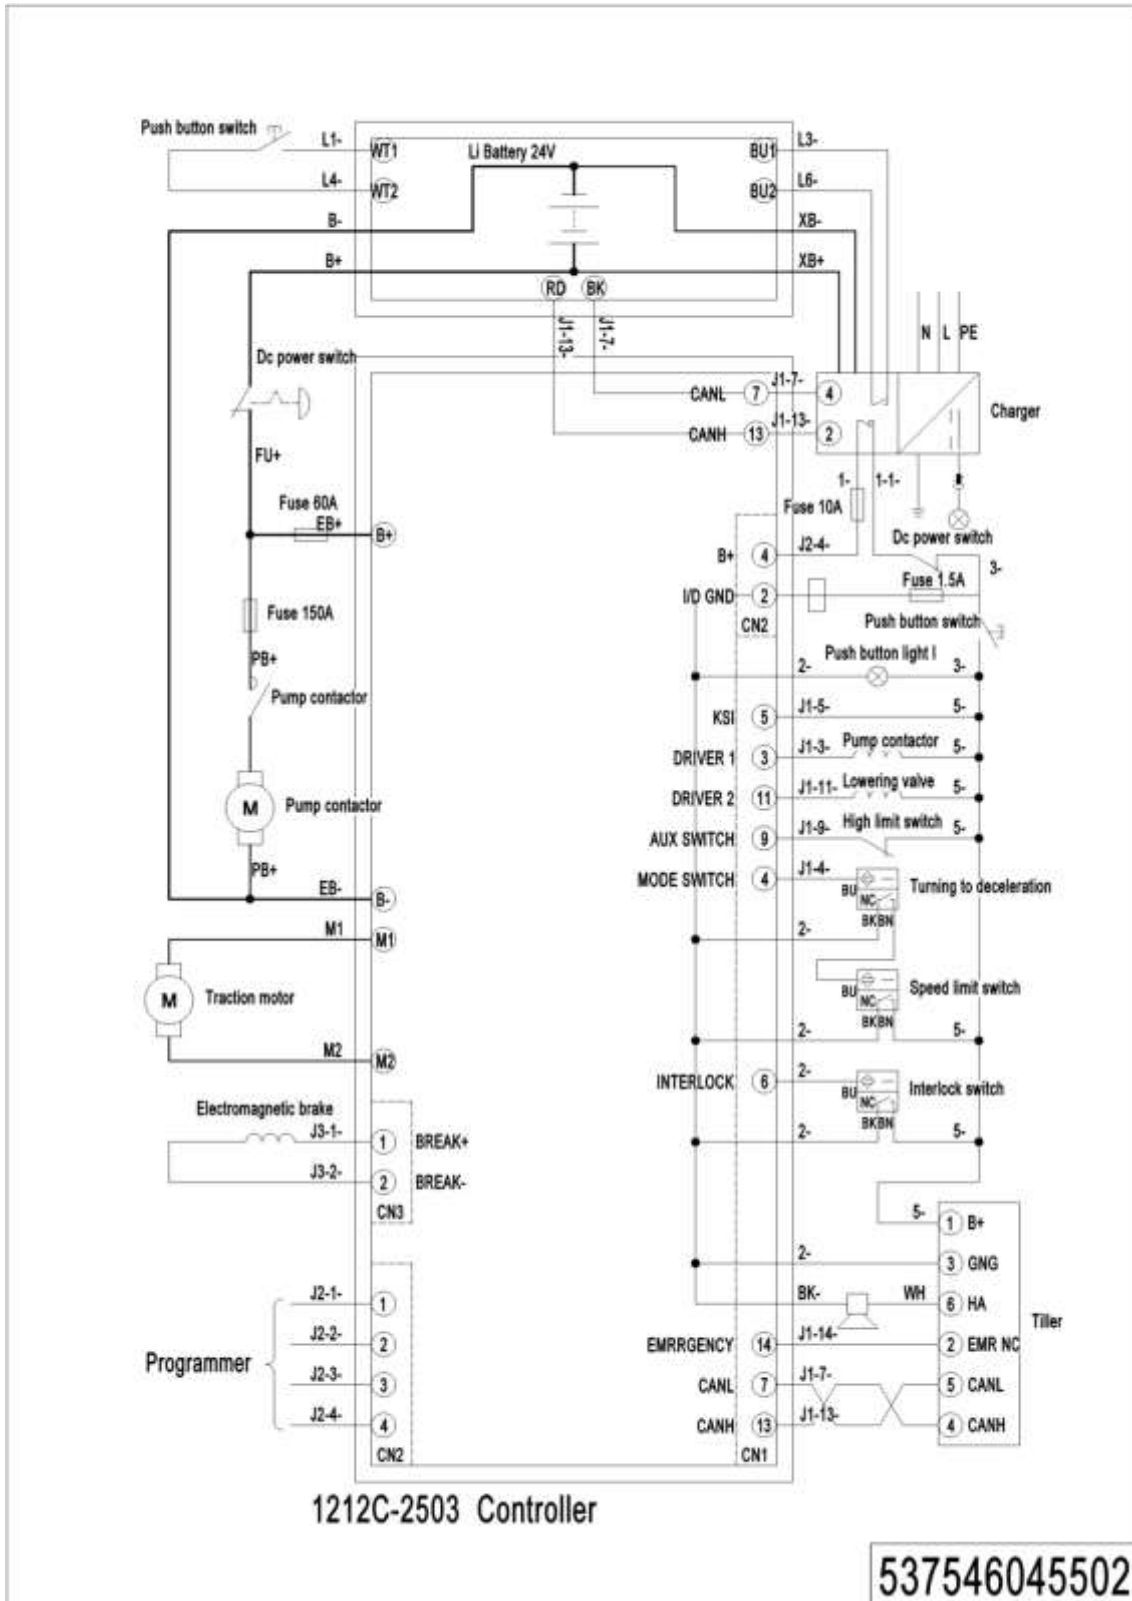 Push button switch
L1-
WT1
Li Battery 24V
BU1
L3-
L4-
WT2
BU2
L6-
B-
XB-
B+
XB+
RD
BK
J1-13-
J1-7-
N
L
PE
Dc power switch
CANL
7
J1-7-
4
CANH
13
J1-13-
2
Charger
FU+
1-
1-1-
Fuse 60A
EB+
B+
Fuse 10A
B+
4
J2-4-
Dc power switch
3-
I/D GND
2
Fuse 1.5A
CN2
Fuse 150A
Push button switch
PB+
Push button light I
2-
3-
Pump contactor
KSI
5
J1-5-
5-
DRIVER 1
3
J1-3-
Pump contactor
5-
M
Pump contactor
DRIVER 2
11
J1-11-
Lowering valve
5-
AUX SWITCH
9
J1-9-
High limit switch
5-
PB+
MODE SWITCH
4
J1-4-
BU
NC
BK
BN
Turning to deceleration
EB-
B-
M1
M1
2-
M
Traction motor
BU
NC
BK
BN
Speed limit switch
2-
5-
M2
M2
INTERLOCK
6
2-
BU
NC
BK
BN
Interlock switch
2-
5-
Electromagnetic brake
J3-1-
1
BREAK+
J3-2-
2
BREAK-
CN3
5-
1
B+
2-
3
GNG
BK-
WH
6
HA
Tiller
J2-1-
1
J2-2-
2
J2-3-
3
J2-4-
4
CN2
Programmer
EMRRGENCY
14
J1-14-
2
EMR NC
CANL
7
J1-7-
5
CANL
CANH
13
J1-13-
4
CANH
CN1
1212C-2503 Controller
537546045502